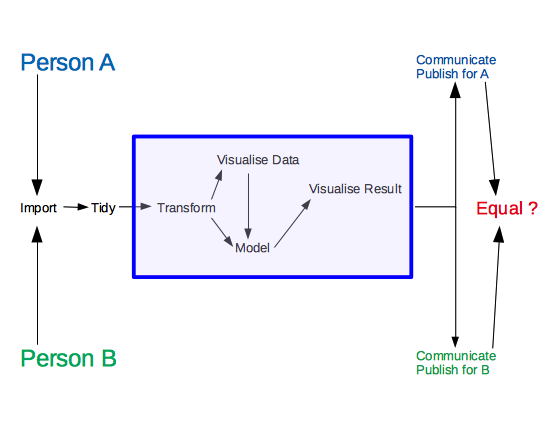 Person A
Communicate
Publish for A
Visualise Data
Visualise Result
Import
Tidy
Transform
Equal ?
Model
Person B
Communicate
Publish for B